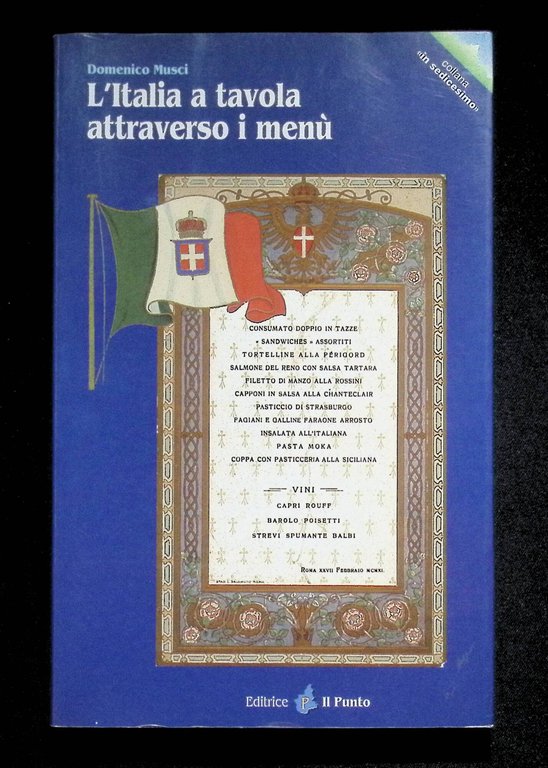 Domenico Musci
L'Italia a tavola
attraverso i menù
Collana
«in sedicesimo»
CONSUMATO DOPPIO IN TAZZE
« SANDWICHES » ASSORTITI
TORTELLINE ALLA PÉRIGORD
SALMONE DEL RENO CON SALSA TARTARA
FILETTO DI MANZO ALLA ROSSINI
CAPPONI IN SALSA ALLA CHANTECLAIR
PASTICCIO DI STRASBURGO
FAGIANI E GALLINE FARAONE ARROSTO
INSALATA ALL'ITALIANA
PASTA MOKA
COPPA CON PASTICCERIA ALLA SICILIANA
VINI
CAPRI ROUFF
BAROLO POISETTI
STREVI SPUMANTE BALBI
ROMA XXVII FEBBRAIO MCMXI.
Editrice P Il Punto